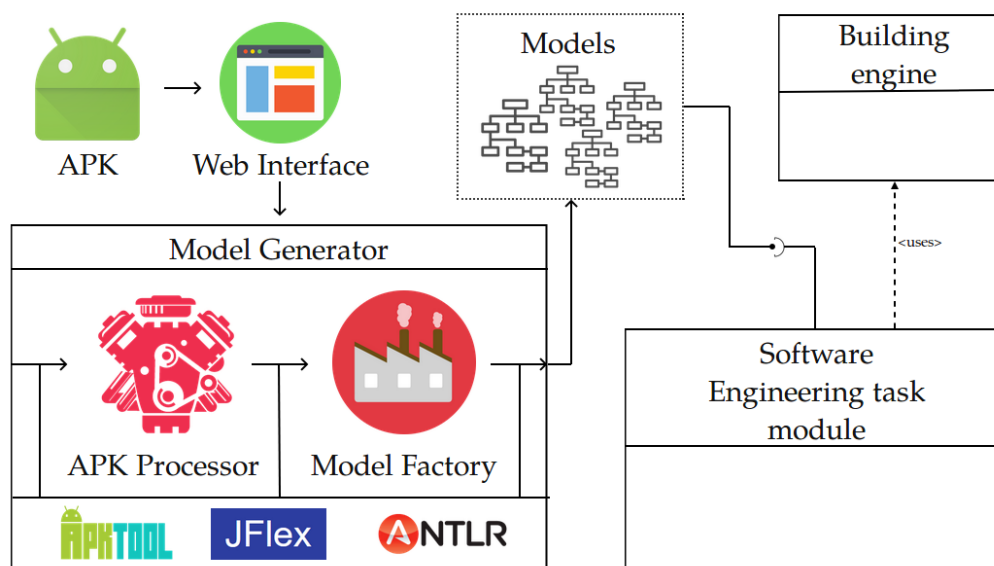 APK
Web Interface
Models
Building
engine
<uses>
Model Generator
APK Processor
Model Factory
APKTOOL
JFlex
ANTLR
Software
Engineering task
module